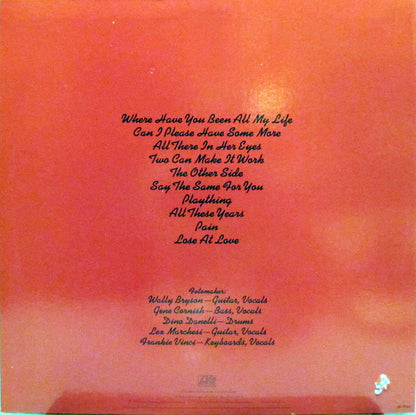 Where Have You Been All My Life
Can I Please Have Some More
All There In Her Eyes
Two Can Make It Work
The Other Side
Say The Same For You
Plaything
All These Years
Pain
Lose At Love
Fotomaker:
Wally Bryson—Guitar, Vocals
Gene Cornish—Bass, Vocals
Dino Danelli—Drums
Lex Marchesi—Guitar, Vocals
Frankie Vinci—Keyboards, Vocals